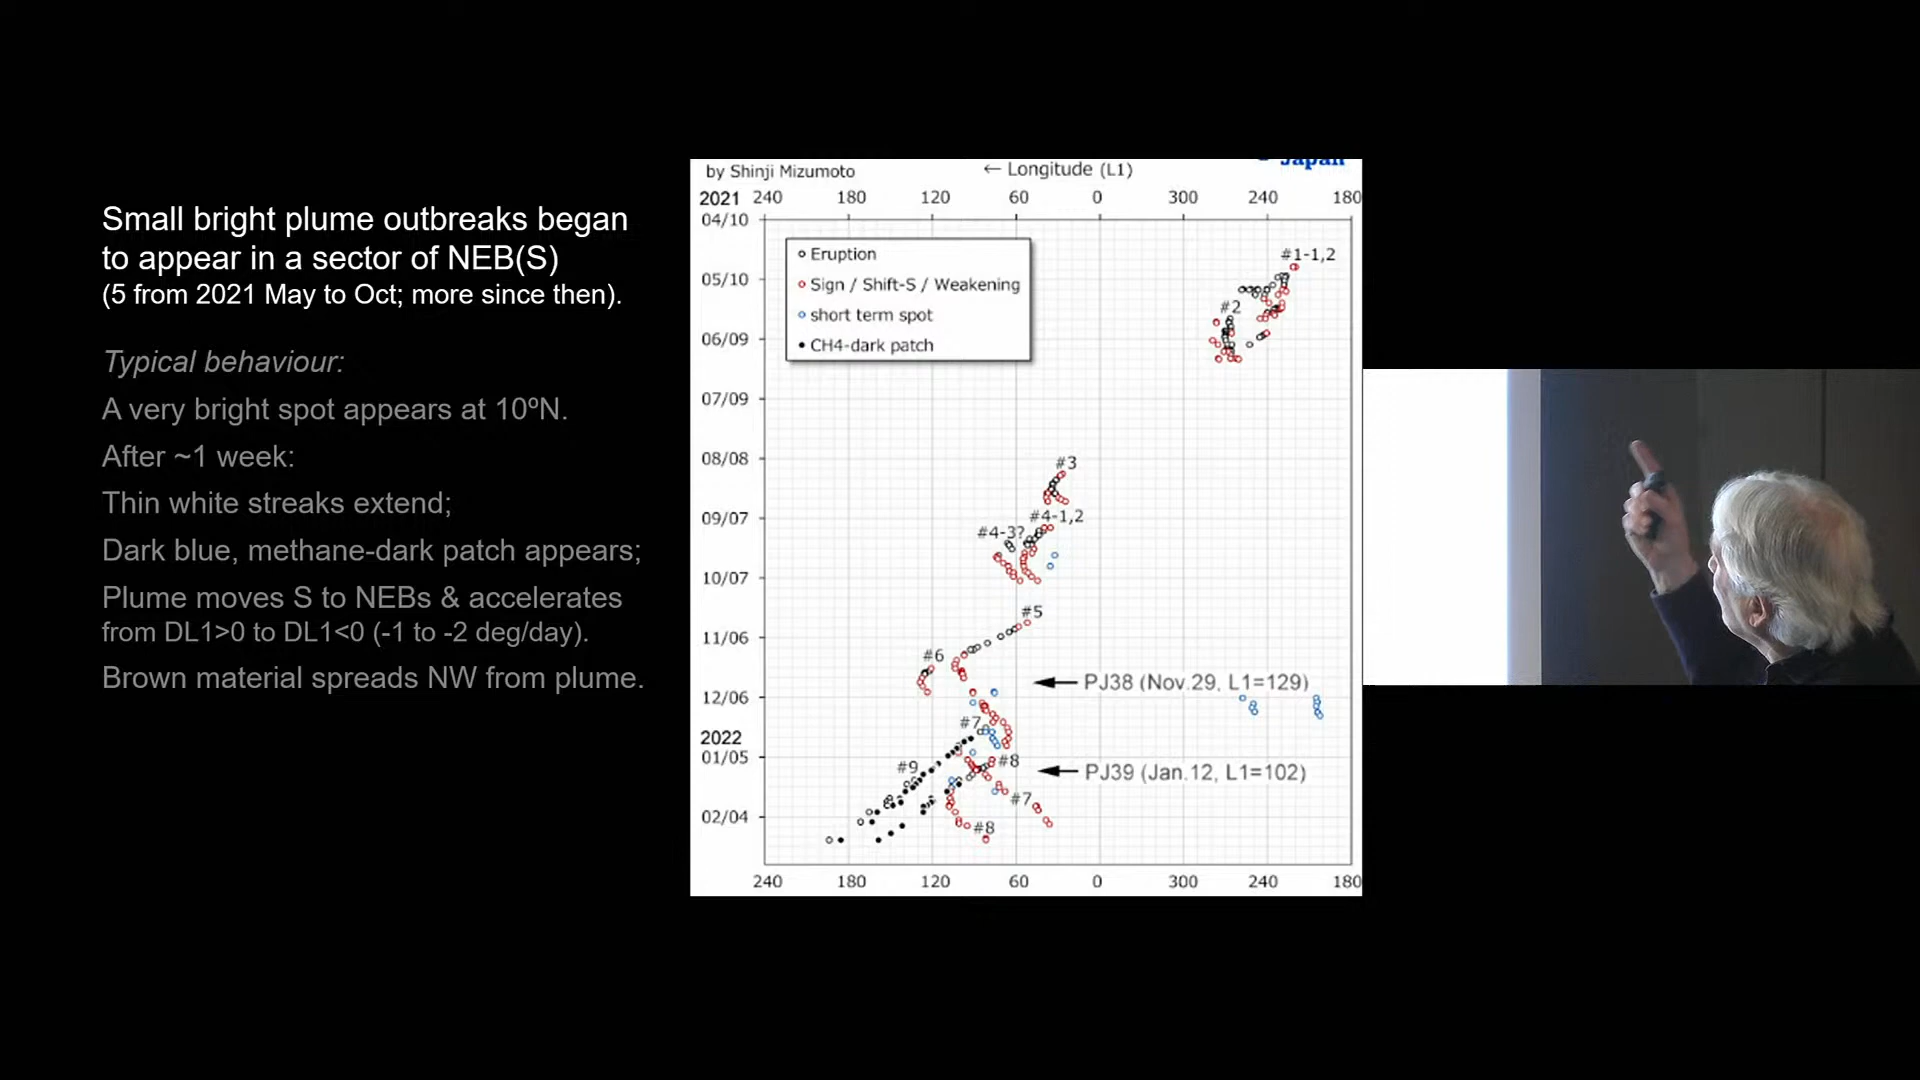 Small bright plume outbreaks began
to appear in a sector of NEB(S)
(5 from 2021 May to Oct; more since then).
Typical behaviour:
A very bright spot appears at 10ºN.
After ~1 week:
Thin white streaks extend;
Dark blue, methane-dark patch appears;
Plume moves S to NEBs & accelerates
from DL1>0 to DL1<0 (-1 to -2 deg/day).
Brown material spreads NW from plume.
Japan
by Shinji Mizumoto
← Longitude (L1)
2021 240 180 120 60 0 300 240 180
04/10
Eruption
Sign / Shift-S / Weakening
short term spot
CH4-dark patch
#1-1,2
05/10
#2
06/09
07/09
08/08
#3
09/07
#4-1,2
#4-3?
10/07
#5
11/06
#6
PJ38 (Nov.29, L1=129)
12/06
#7
2022
01/05
#8
#9
PJ39 (Jan.12, L1=102)
#7
02/04
#8
240 180 120 60 0 300 240 180